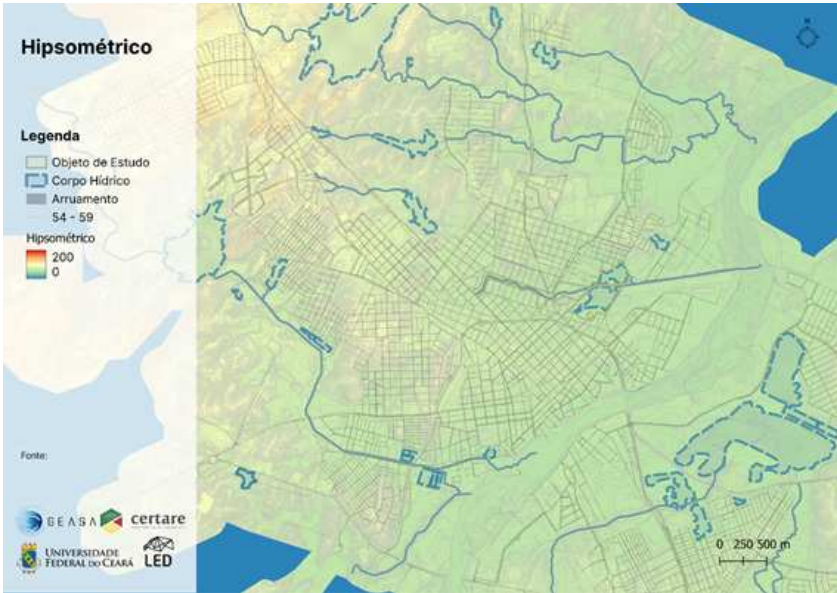 Hipsométrico
Legenda
Objeto de Estudo
Corpo Hídrico
Arruamento
54 - 59
Hipsométrico
200
0
Fonte:
GEASA
certare
UNIVERSIDADE
FEDERAL DO CEARÁ
LED
N
0 250 500 m